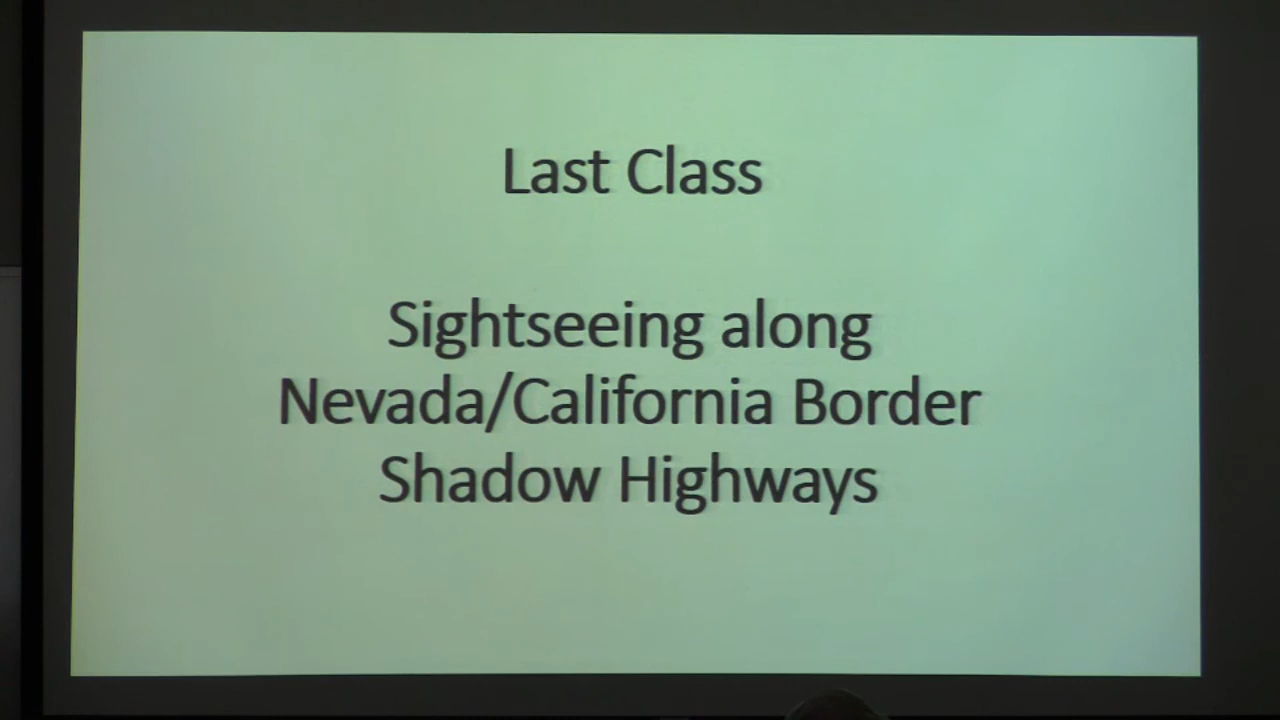 Last Class
Sightseeing along
Nevada/California Border
Shadow Highways